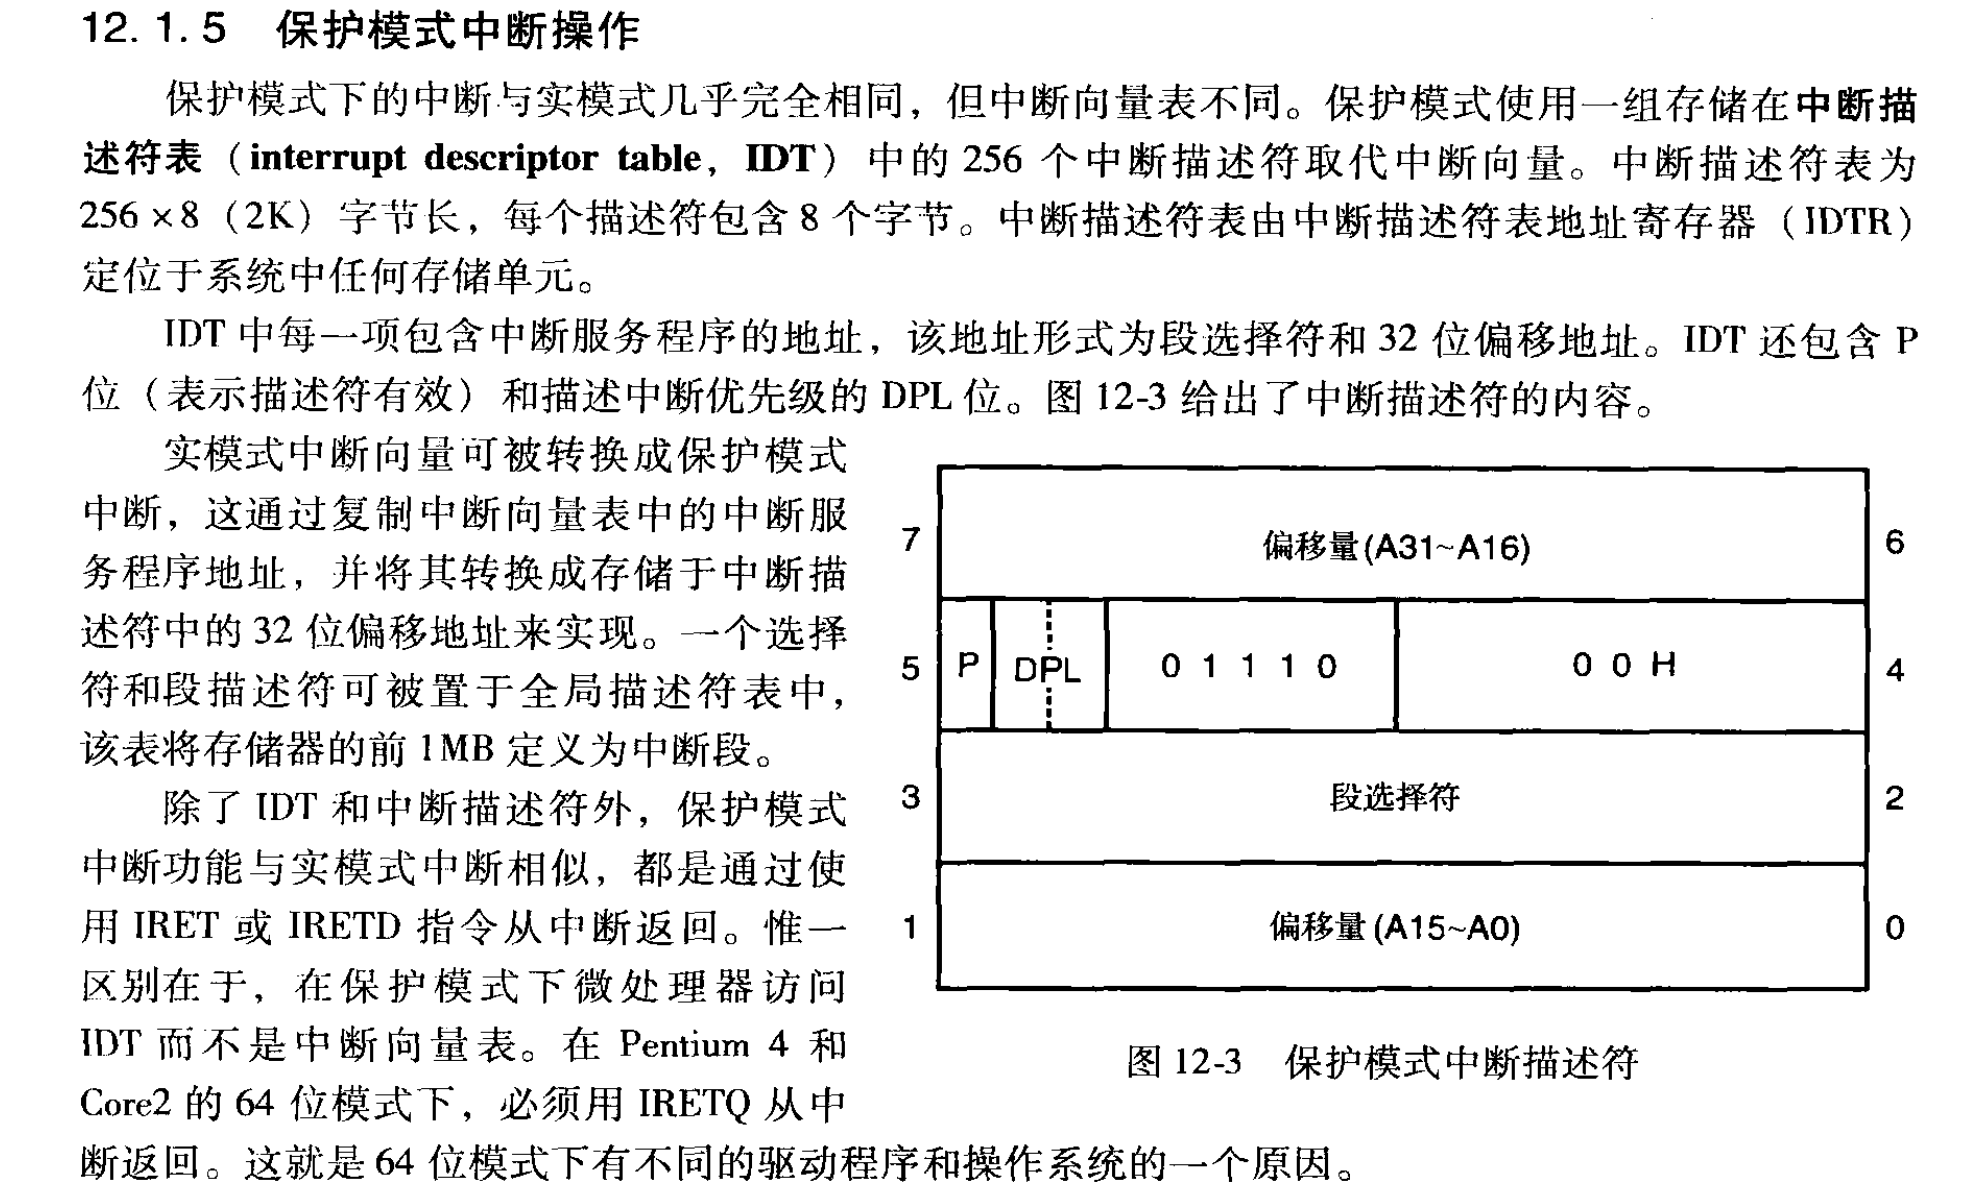 12.1.5 保护模式中断操作
保护模式下的中断与实模式几乎完全相同，但中断向量表不同。保护模式使用一组存储在中断描
述符表（interrupt descriptor table，IDT）中的 256 个中断描述符取代中断向量。中断描述符表为
256×8（2K）字节长，每个描述符包含 8 个字节。中断描述符表由中断描述符表地址寄存器（IDTR）
定位于系统中任何存储单元。
IDT 中每一项包含中断服务程序的地址，该地址形式为段选择符和 32 位偏移地址。IDT 还包含 P
位（表示描述符有效）和描述中断优先级的 DPL 位。图 12-3 给出了中断描述符的内容。
实模式中断向量可被转换成保护模式
中断，这通过复制中断向量表中的中断服
务程序地址，并将其转换成存储于中断描
述符中的 32 位偏移地址来实现。一个选择
符和段描述符可被置于全局描述符表中，
该表将存储器的前 1MB 定义为中断段。
除了 IDT 和中断描述符外，保护模式
中断功能与实模式中断相似，都是通过使
用 IRET 或 IRETD 指令从中断返回。惟一
区别在于，在保护模式下微处理器访问
IDT 而不是中断向量表。在 Pentium 4 和
Core2 的 64 位模式下，必须用 IRETQ 从中
断返回。这就是 64 位模式下有不同的驱动程序和操作系统的一个原因。
7 偏移量(A31~A16) 6
5 P DPL 0 1 1 1 0 0 0 H 4
3 段选择符 2
1 偏移量(A15~A0) 0
图 12-3 保护模式中断描述符